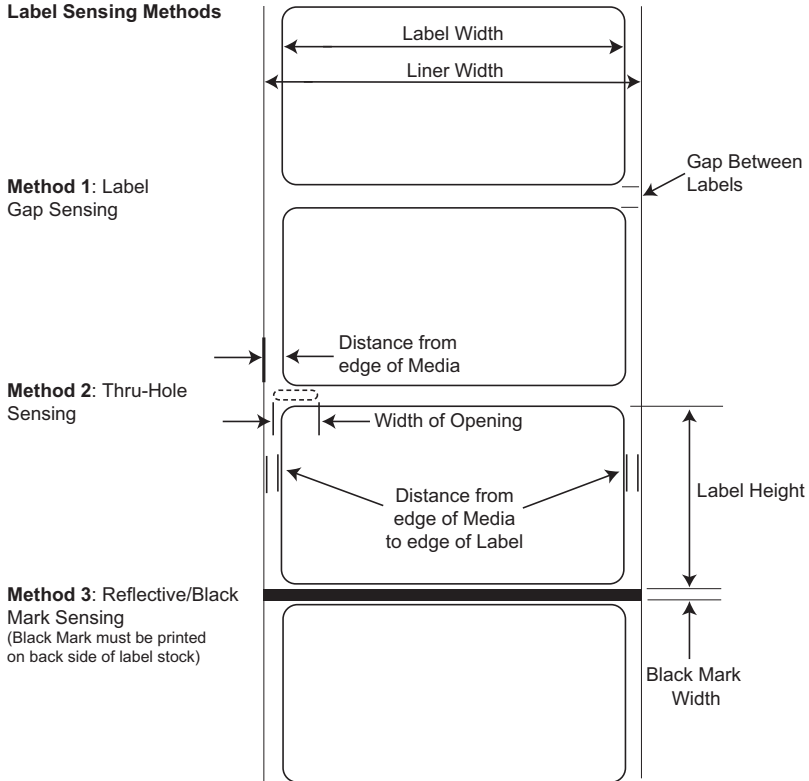 Label Sensing Methods
Label Width
Liner Width
Gap Between
Labels
Method 1: Label
Gap Sensing
Distance from
edge of Media
Method 2: Thru-Hole
Sensing
Width of Opening
Distance from
edge of Media
to edge of Label
Label Height
Method 3: Reflective/Black
Mark Sensing
(Black Mark must be printed
on back side of label stock)
Black Mark
Width